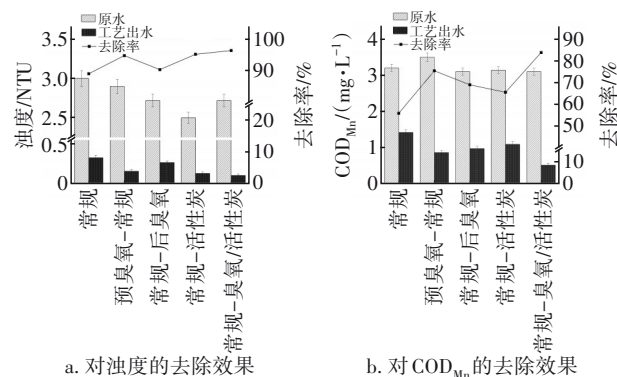 原水
工艺出水
去除率
3.5
3.0
2.5
0.5
0
浊度/NTU
100
90
20
10
0
去除率/%
常规
预臭氧-常规
常规-后臭氧
常规-活性炭
常规-臭氧/活性炭
a. 对浊度的去除效果
原水
工艺出水
去除率
4
3
2
1
0
COD_Mn/(mg•L⁻¹)
90
80
70
60
50
10
0
去除率/%
常规
预臭氧-常规
常规-后臭氧
常规-活性炭
常规-臭氧/活性炭
b. 对COD_Mn的去除效果